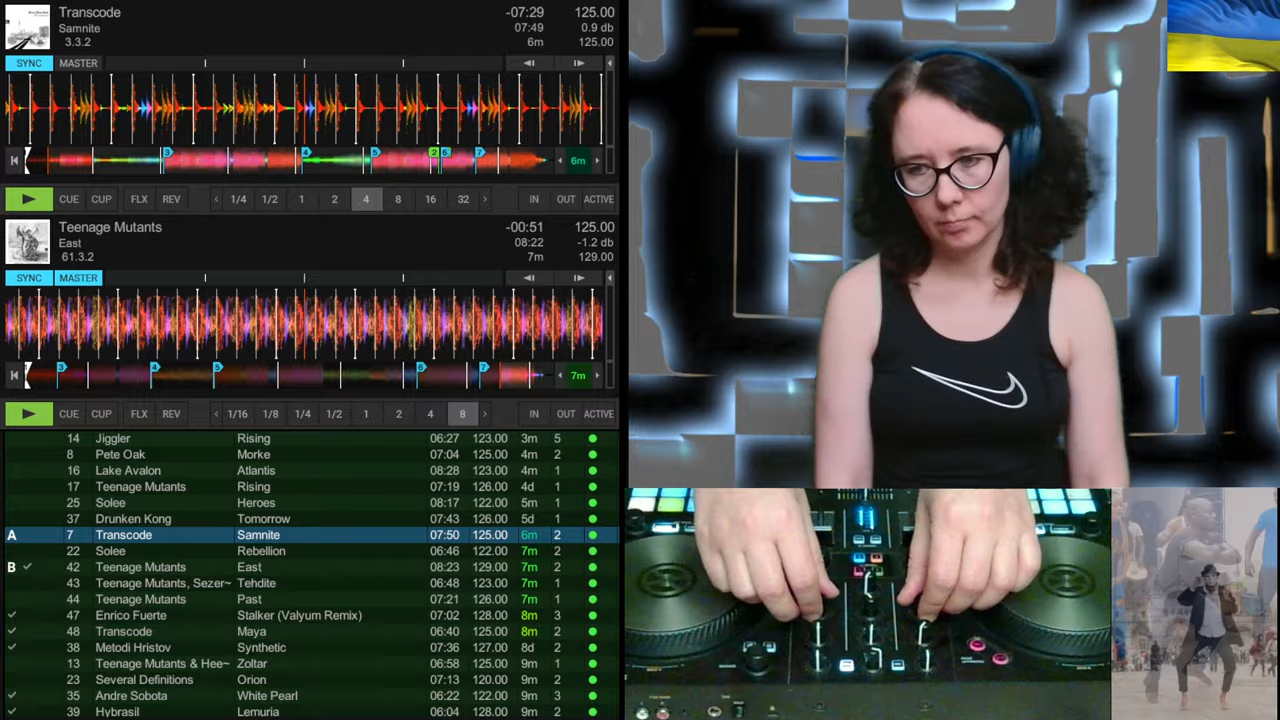 Transcode -07:29 125.00
Samnite 07:49 0.9 db
3.3.2 6m 125.00
SYNC MASTER
3 4 5 2 6 7 6m
CUE CUP FLX REV 1/4 1/2 1 2 4 8 16 32 IN OUT ACTIVE
Teenage Mutants -00:51 125.00
East 08:22 -1.2 db
61.3.2 7m 129.00
SYNC MASTER
3 4 5 6 7 7m
CUE CUP FLX REV 1/16 1/8 1/4 1/2 1 2 4 8 IN OUT ACTIVE
14 Jiggler Rising 06:27 123.00 3m 5
8 Pete Oak Morke 07:04 125.00 4m 2
16 Lake Avalon Atlantis 08:28 123.00 4m 1
17 Teenage Mutants Rising 07:19 126.00 4d 1
25 Solee Heroes 08:17 122.00 5m 1
37 Drunken Kong Tomorrow 07:43 126.00 5d 1
A 7 Transcode Samnite 07:50 125.00 6m 2
22 Solee Rebellion 06:46 122.00 7m 2
B 42 Teenage Mutants East 08:23 129.00 7m 2
43 Teenage Mutants, Sezer~ Tehdite 06:48 123.00 7m 1
44 Teenage Mutants Past 07:21 126.00 7m 1
47 Enrico Fuerte Stalker (Valyum Remix) 07:02 128.00 8m 3
48 Transcode Maya 06:40 125.00 8m 2
38 Metodi Hristov Synthetic 07:36 127.00 8d 2
13 Teenage Mutants & Hee~ Zoltar 06:58 125.00 9m 1
23 Several Definitions Orion 07:13 120.00 9m 2
35 Andre Sobota White Pearl 06:22 122.00 9m 3
39 Hybrasil Lemuria 06:04 128.00 9m 2